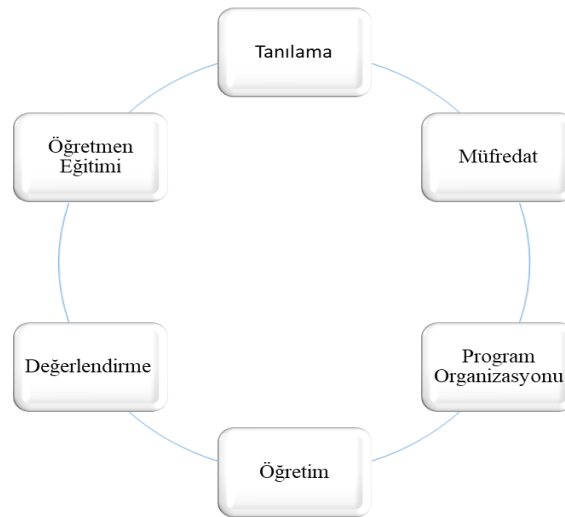 Tanılama
Müfredat
Program
Organizasyonu
Öğretim
Değerlendirme
Öğretmen
Eğitimi